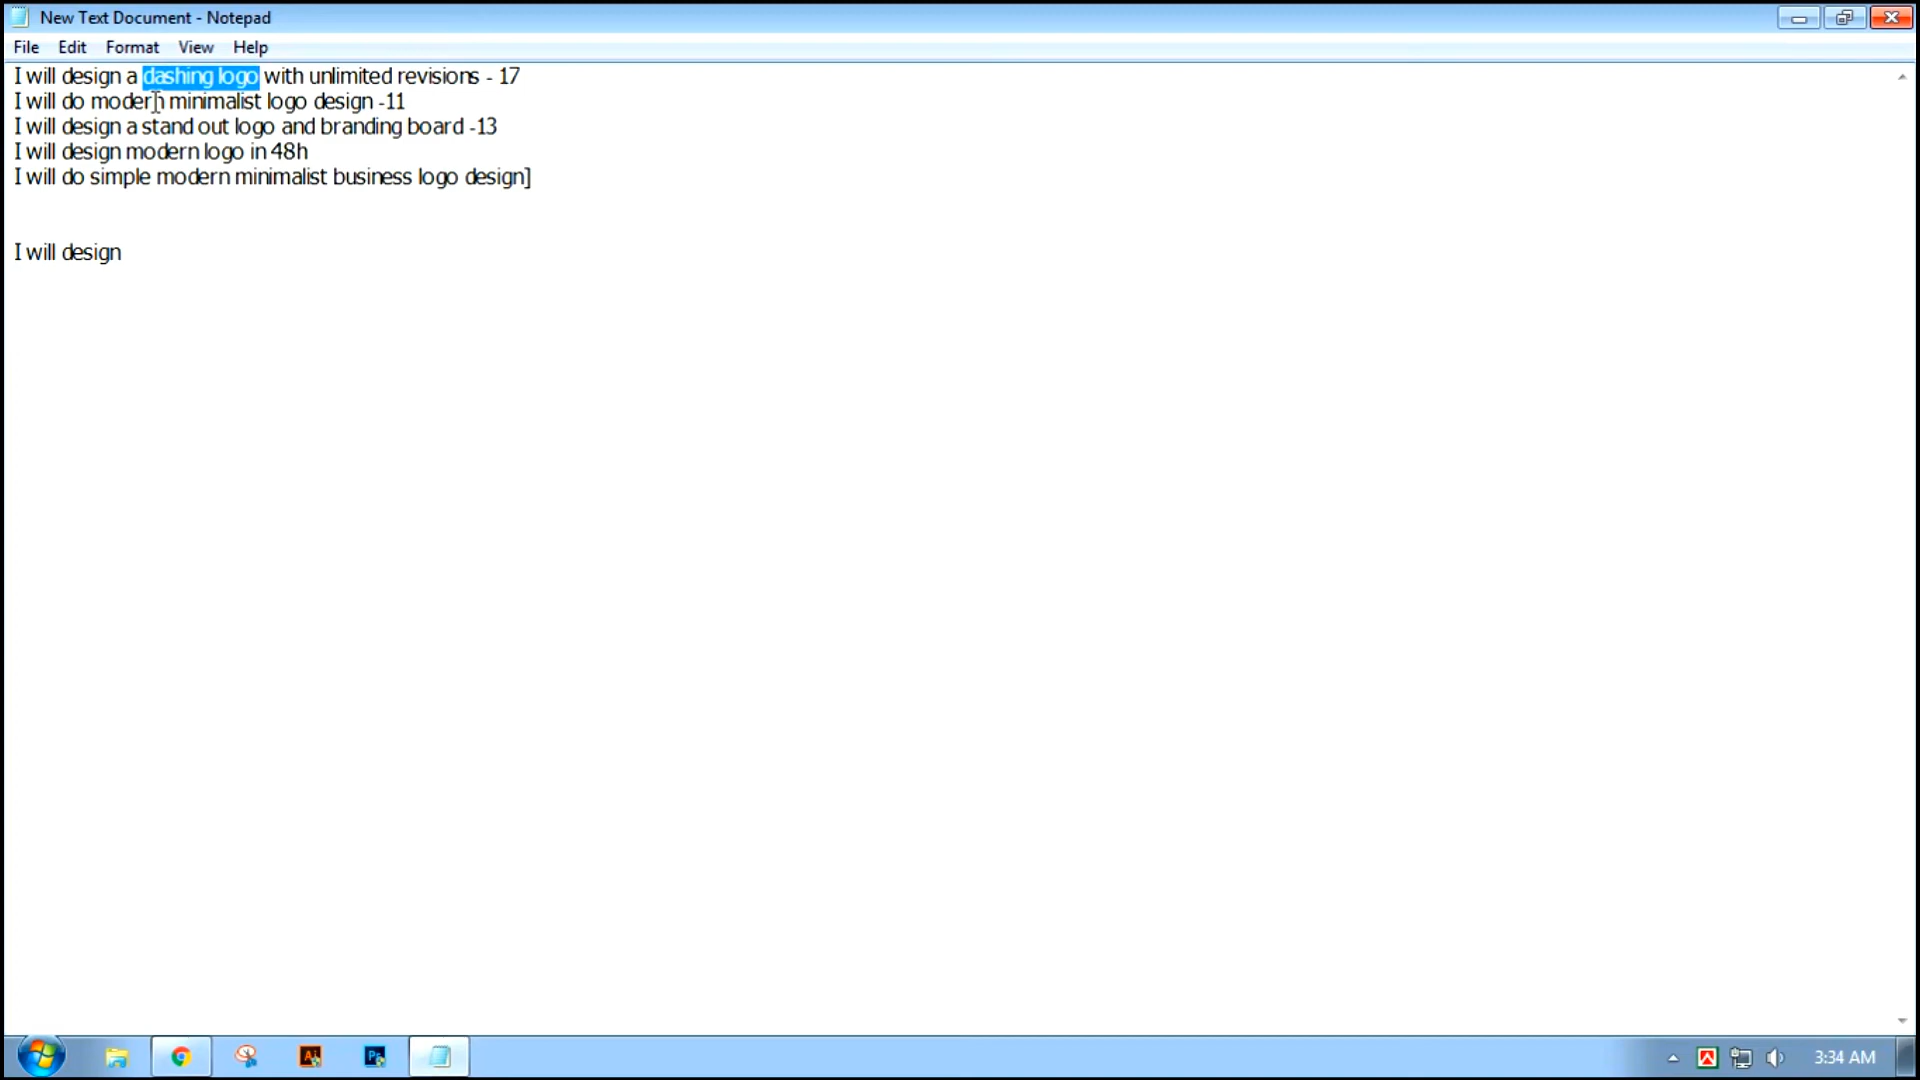 New Text Document - Notepad
File Edit Format View Help
I will design a dashing logo with unlimited revisions - 17
I will do modern minimalist logo design -11
I will design a stand out logo and branding board -13
I will design modern logo in 48h
I will do simple modern minimalist business logo design]
I will design
Ai
Ps
3:34 AM